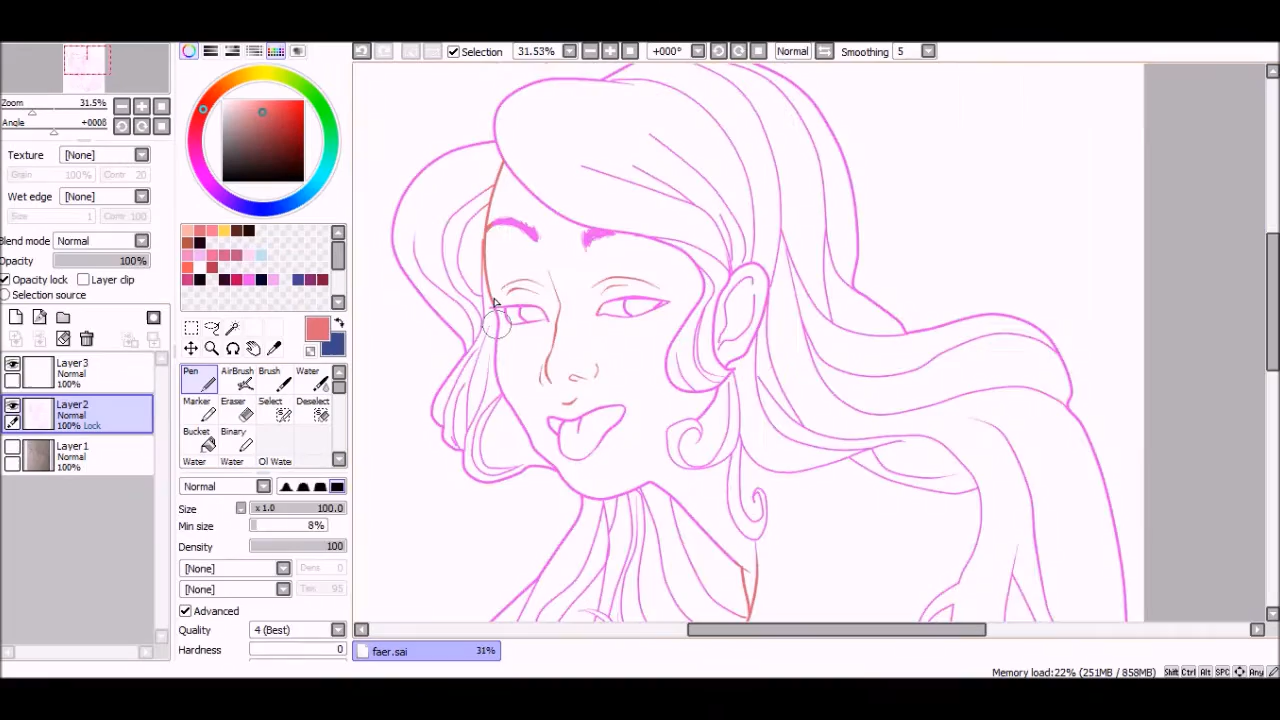 Selection 31.53% +000° Normal Smoothing 5
Zoom 31.5%
Angle +0008
Texture [None]
Grain 100% Contr 20
Wet edge [None]
Size 1 Contr 100
Blend mode Normal
Opacity 100%
Opacity lock Layer clip
Selection source
Layer3
Normal
100%
Layer2
Normal
100% Lock
Layer1
Normal
100%
Pen AirBrush Brush Water
Marker Eraser Select Deselect
Bucket Binary
Water Water Ol Wate
Normal
Size x 1.0 100.0
Min size 8%
Density 100
[None] Dens 0
[None] Tex 95
Advanced
Quality 4 (Best)
Hardness 0
faer.sai 31%
Memory load:22% (251MB / 858MB) Shift Ctrl Alt SPC Any